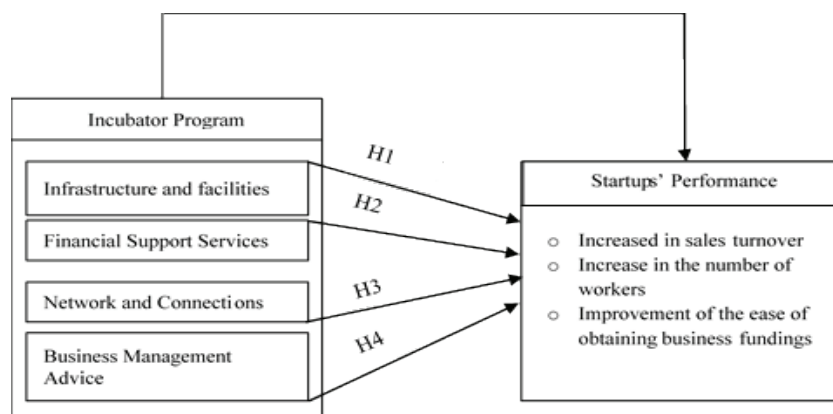 Incubator Program
Infrastructure and facilities
Financial Support Services
Network and Connections
Business Management
Advice
H1
H2
H3
H4
Startups’ Performance
o Increased in sales turnover
o Increase in the number of
workers
o Improvement of the ease of
obtaining business fundings